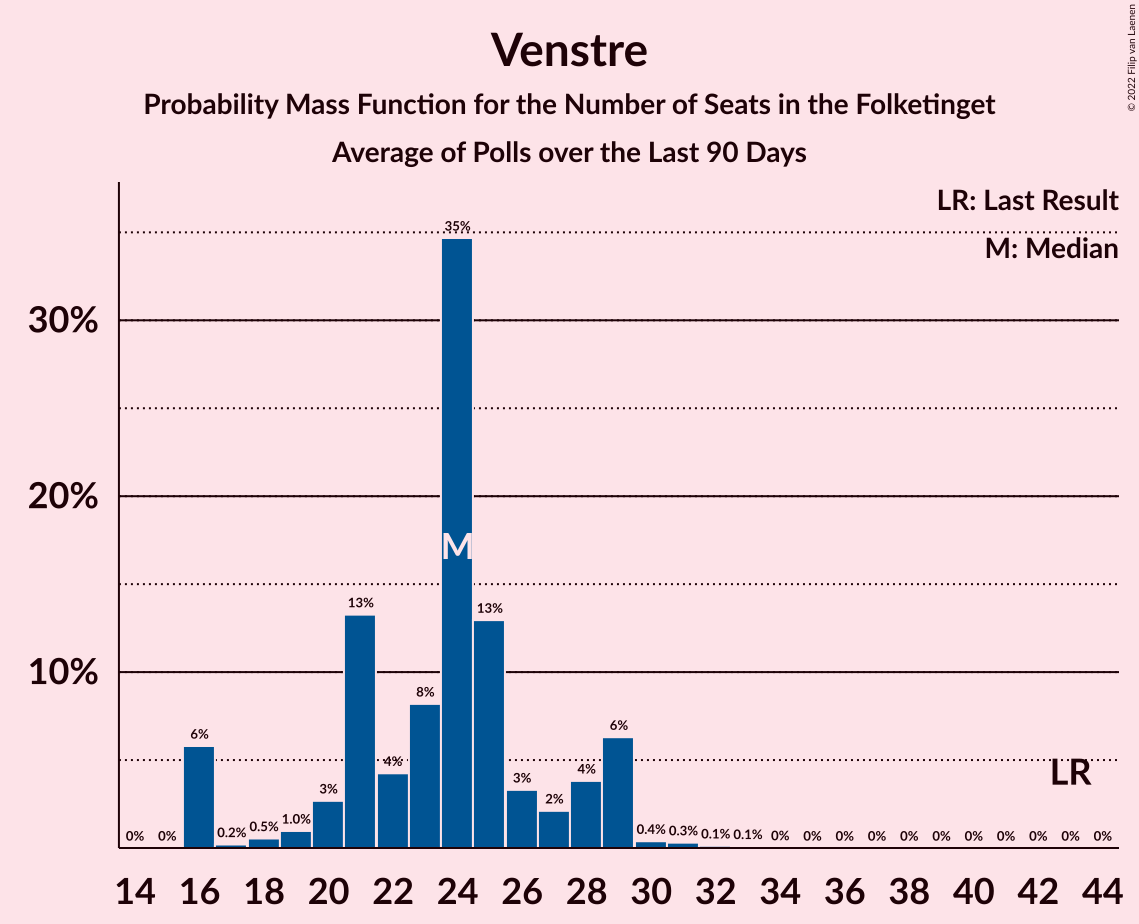 © 2022 Filip van Laenen
Venstre
Probability Mass Function for the Number of Seats in the Folketinget
Average of Polls over the Last 90 Days
LR: Last Result
M: Median
30%
20%
10%
0% 0% 6% 0.2% 0.5% 1.0% 3% 13% 4% 8% 35% 13% 3% 2% 4% 6% 0.4% 0.3% 0.1% 0.1% 0% 0% 0% 0% 0% 0% 0% 0% 0% 0% 0%
M
LR
14 16 18 20 22 24 26 28 30 32 34 36 38 40 42 44